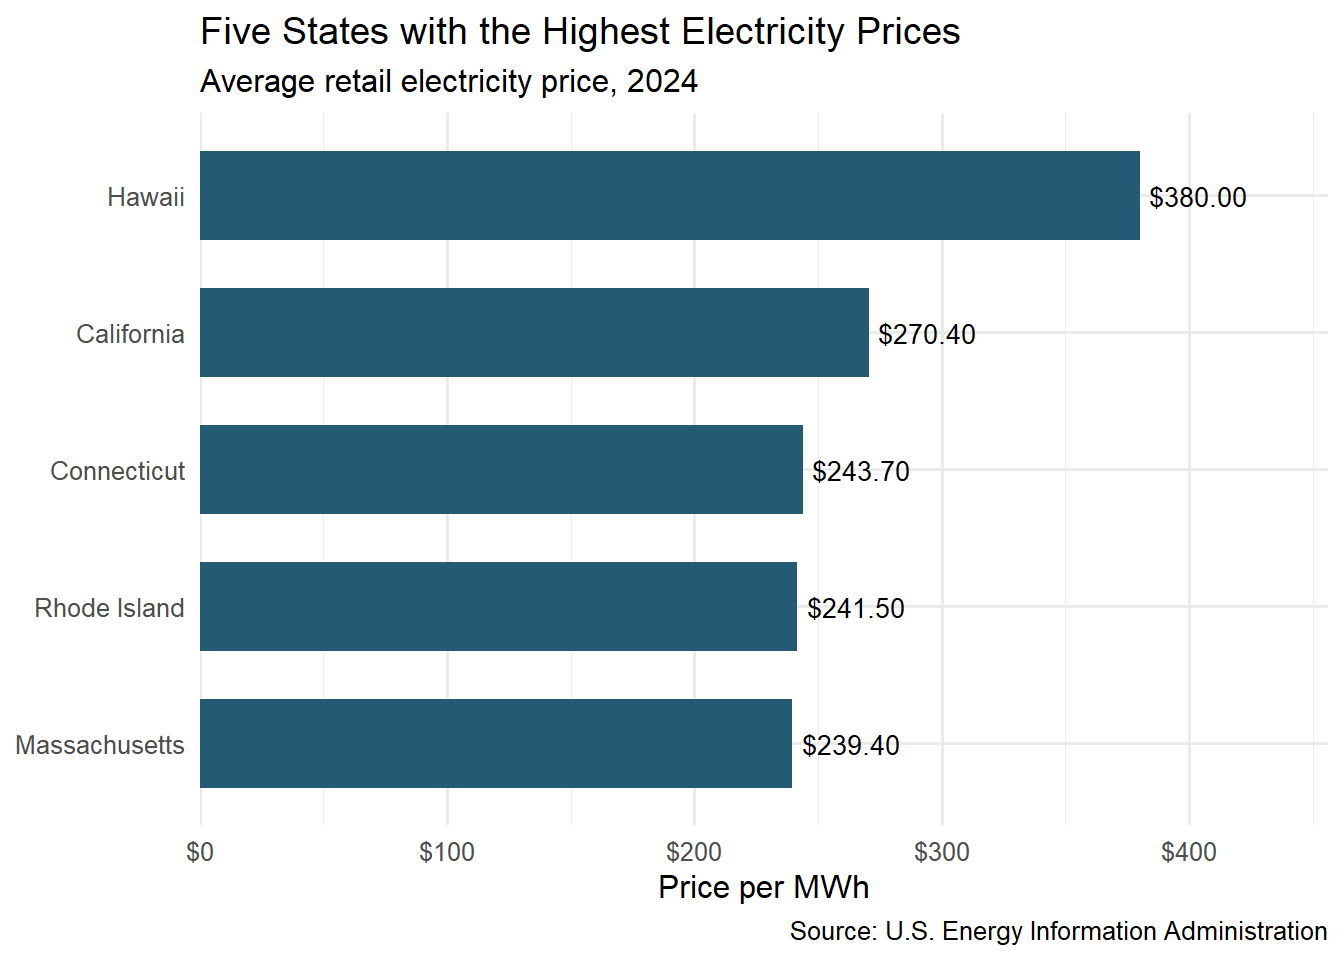 Five States with the Highest Electricity Prices
Average retail electricity price, 2024
Hawaii
$380.00
California
$270.40
Connecticut
$243.70
Rhode Island
$241.50
Massachusetts
$239.40
$0 $100 $200 $300 $400
Price per MWh
Source: U.S. Energy Information Administration